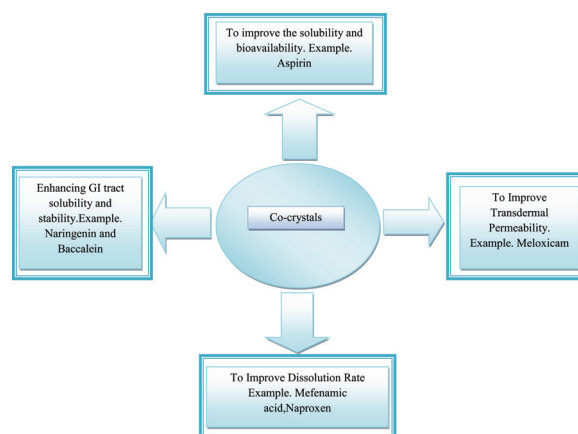 To improve the solubility and
bioavailability. Example.
Aspirin
Enhancing GI tract
solubility and
stability.Example.
Naringenin and
Baccalein
Co-crystals
To Improve
Transdermal
Permeability.
Example. Meloxicam
To Improve Dissolution Rate
Example. Mefenamic
acid,Naproxen